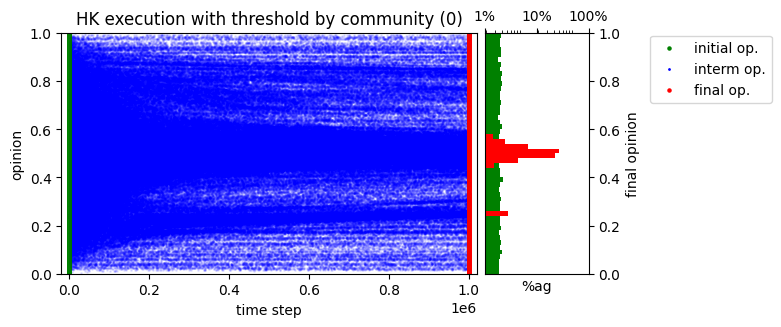 HK execution with threshold by community (0)
1% 10% 100%
initial op.
interm op.
final op.
1.0 1.0
0.8 0.8
0.6 0.6
opinion
final opinion
0.4 0.4
0.2 0.2
0.0 0.0
0.0 0.2 0.4 0.6 0.8 1.0
%ag
time step
1e6